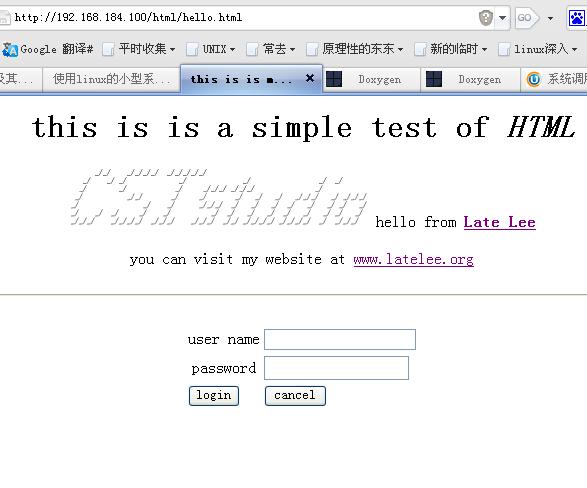 http://192.168.184.100/html/hello.html
GO
Google 翻译# 平时收集 UNIX 常去 原理性的东东 新的临时 linux深入
及其... 使用linux的小型系... this is is m... Doxygen Doxygen 系统调用
this is is a simple test of HTML
CSTstudio hello from Late Lee
you can visit my website at www.latelee.org
user name
password
login cancel